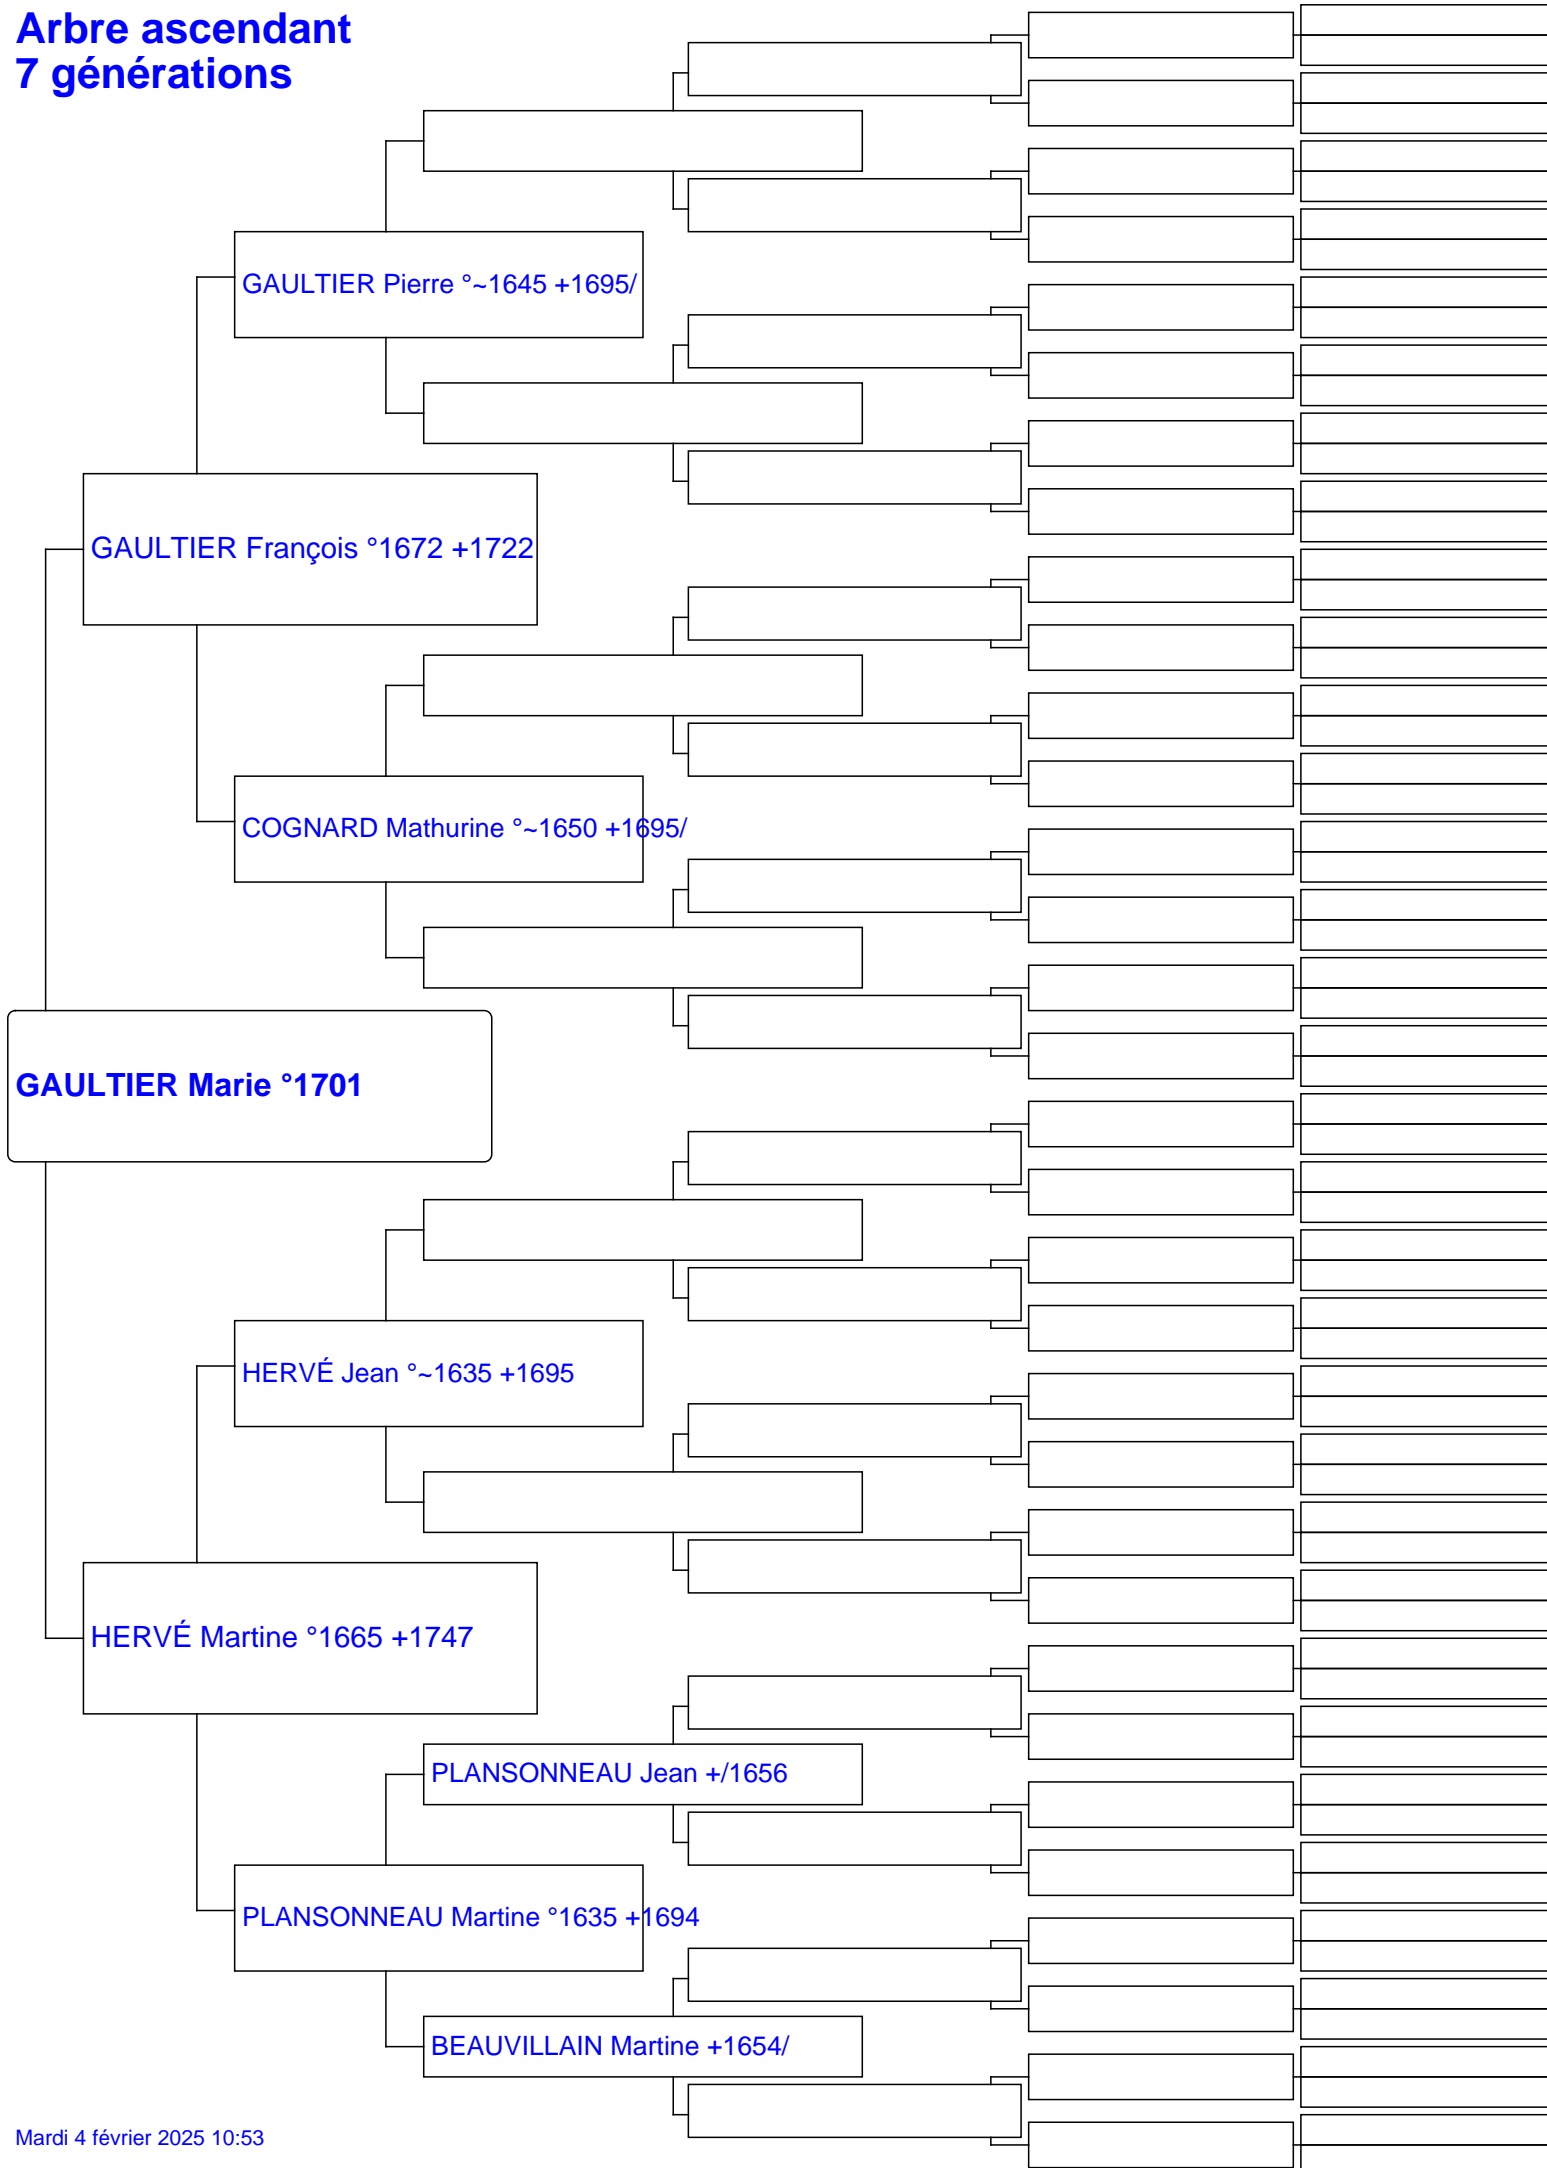 Arbre ascendant
7 générations
GAULTIER Pierre °~1645 +1695/
GAULTIER François °1672 +1722
COGNARD Mathurine °~1650 +1695/
GAULTIER Marie °1701
HERVÉ Jean °~1635 +1695
HERVÉ Martine °1665 +1747
PLANSONNEAU Jean +/1656
PLANSONNEAU Martine °1635 +1694
BEAUVILLAIN Martine +1654/
Mardi 4 février 2025 10:53